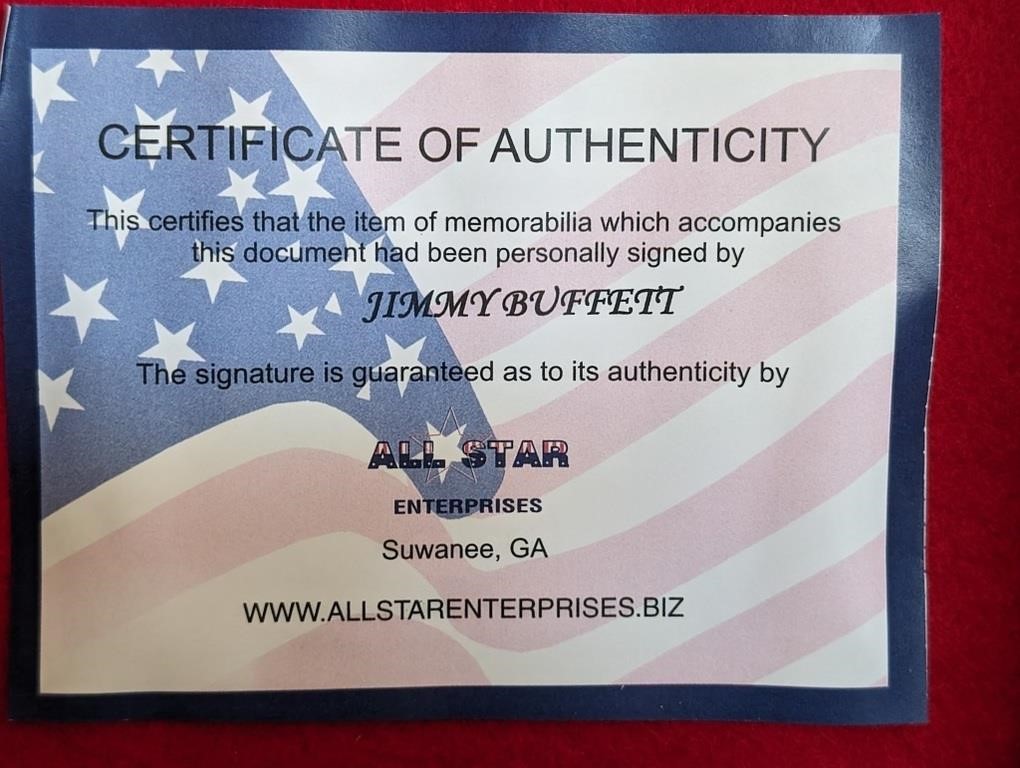 CERTIFICATE OF AUTHENTICITY
This certifies that the item of memorabilia which accompanies
this document had been personally signed by
JIMMY BUFFETT
The signature is guaranteed as to its authenticity by
ALL STAR
ENTERPRISES
Suwanee, GA
WWW.ALLSTARENTERPRISES.BIZ